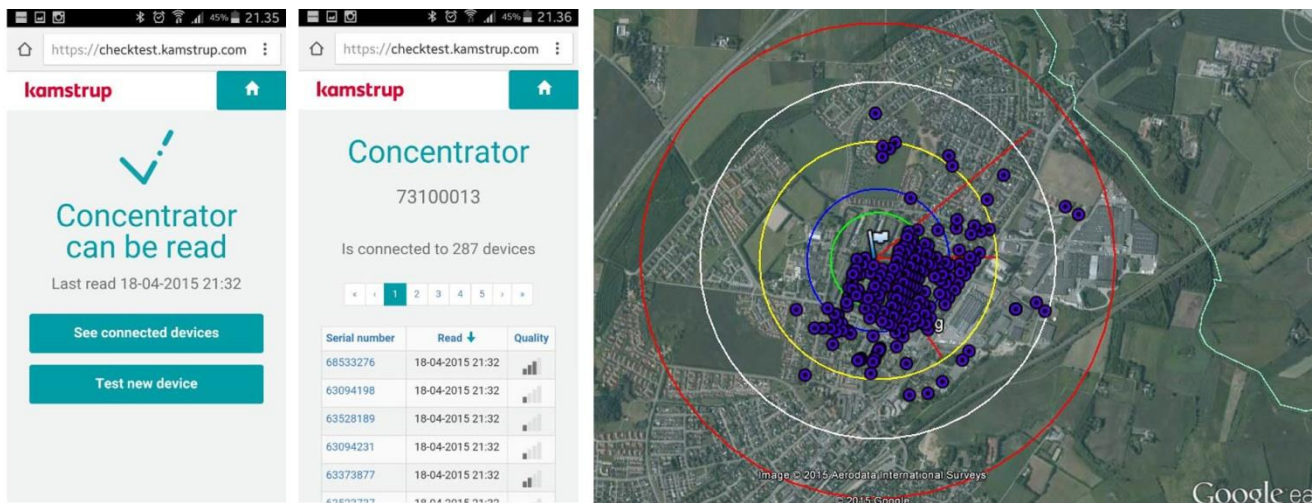 45% 21.35
https://checktest.kamstrup.com
kamstrup
Concentrator
can be read
Last read 18-04-2015 21:32
See connected devices
Test new device
45% 21.36
https://checktest.kamstrup.com
kamstrup
Concentrator
73100013
Is connected to 287 devices
« ‹ 1 2 3 4 5 › »
Serial number Read Quality
68533276 18-04-2015 21:32
63094198 18-04-2015 21:32
63528189 18-04-2015 21:32
63094231 18-04-2015 21:32
63373877 18-04-2015 21:32
g
Image © 2015 Aerodata International Surveys
© 2015 Google
Google